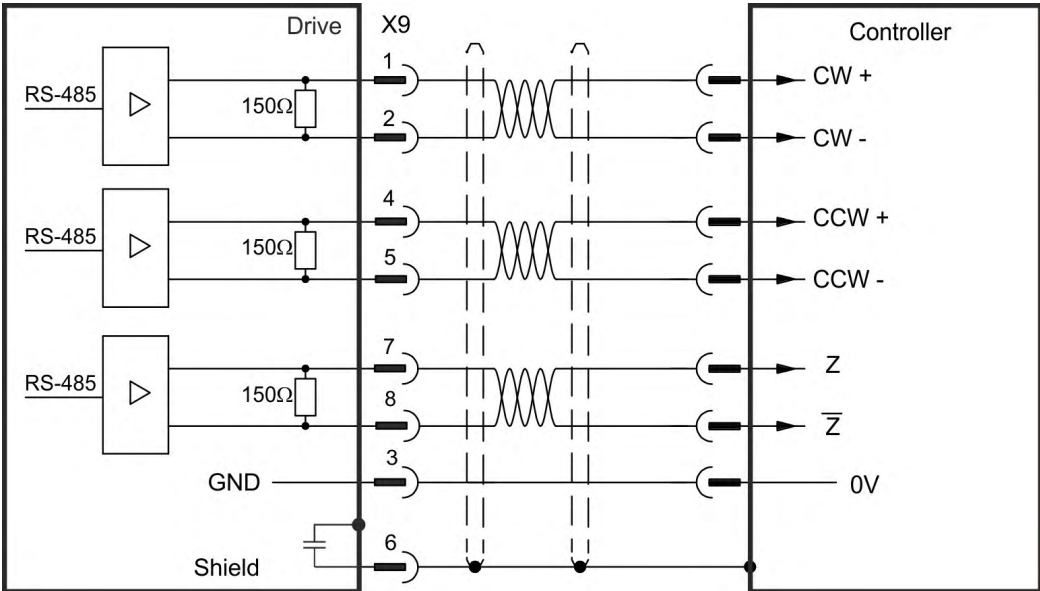 Drive X9 Controller
1
RS-485 150Ω CW +
2
CW -
4
CCW +
RS-485 150Ω
5
CCW -
7
Z
RS-485 150Ω
8
Z̅
3
GND 0V
6
Shield